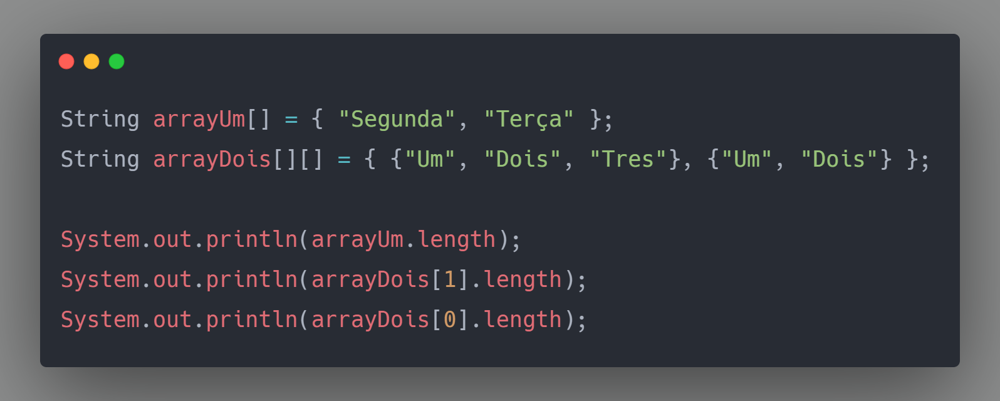 String arrayUm[] = { "Segunda", "Terça" };
String arrayDois[][] = { {"Um", "Dois", "Tres"}, {"Um", "Dois"} };
System.out.println(arrayUm.length);
System.out.println(arrayDois[1].length);
System.out.println(arrayDois[0].length);